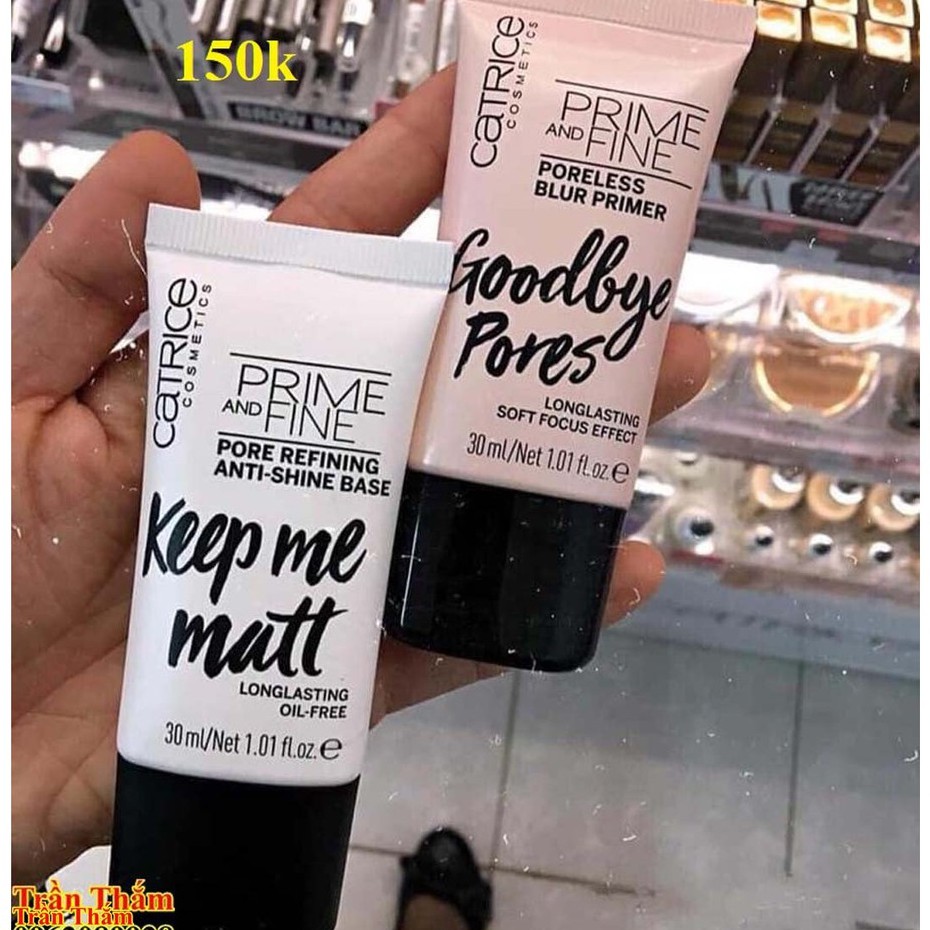 150k
BROW BAR
CATRICE
COSMETICS
PRIME
AND FINE
PORELESS
BLUR PRIMER
Goodbye
Pores
LONGLASTING
SOFT FOCUS EFFECT
30 ml/Net 1.01 fl.oz. e
CATRICE
COSMETICS
PRIME
AND FINE
PORE REFINING
ANTI-SHINE BASE
Keep me
matt
LONGLASTING
OIL-FREE
30 ml/Net 1.01 fl.oz. e
Trần Thắm
Trần Thắm